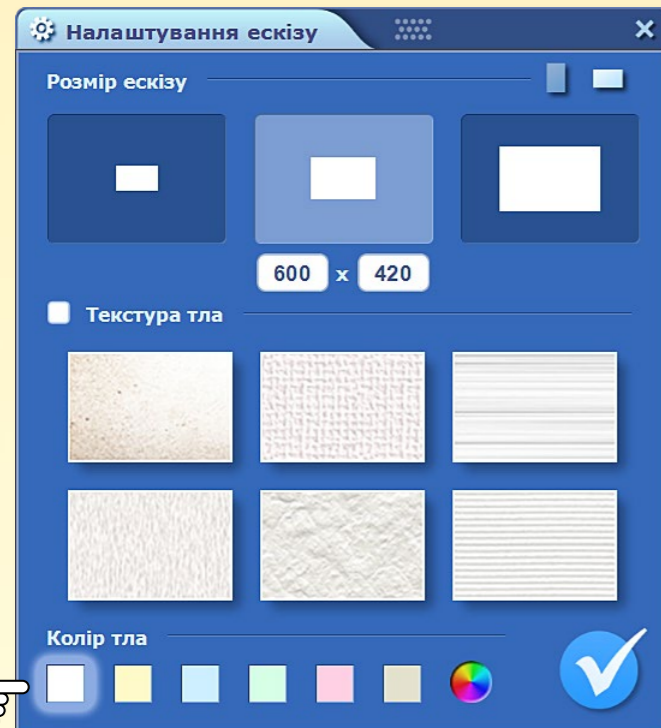 Налаштування ескізу
Розмір ескізу
600 x 420
Текстура тла
Колір тла